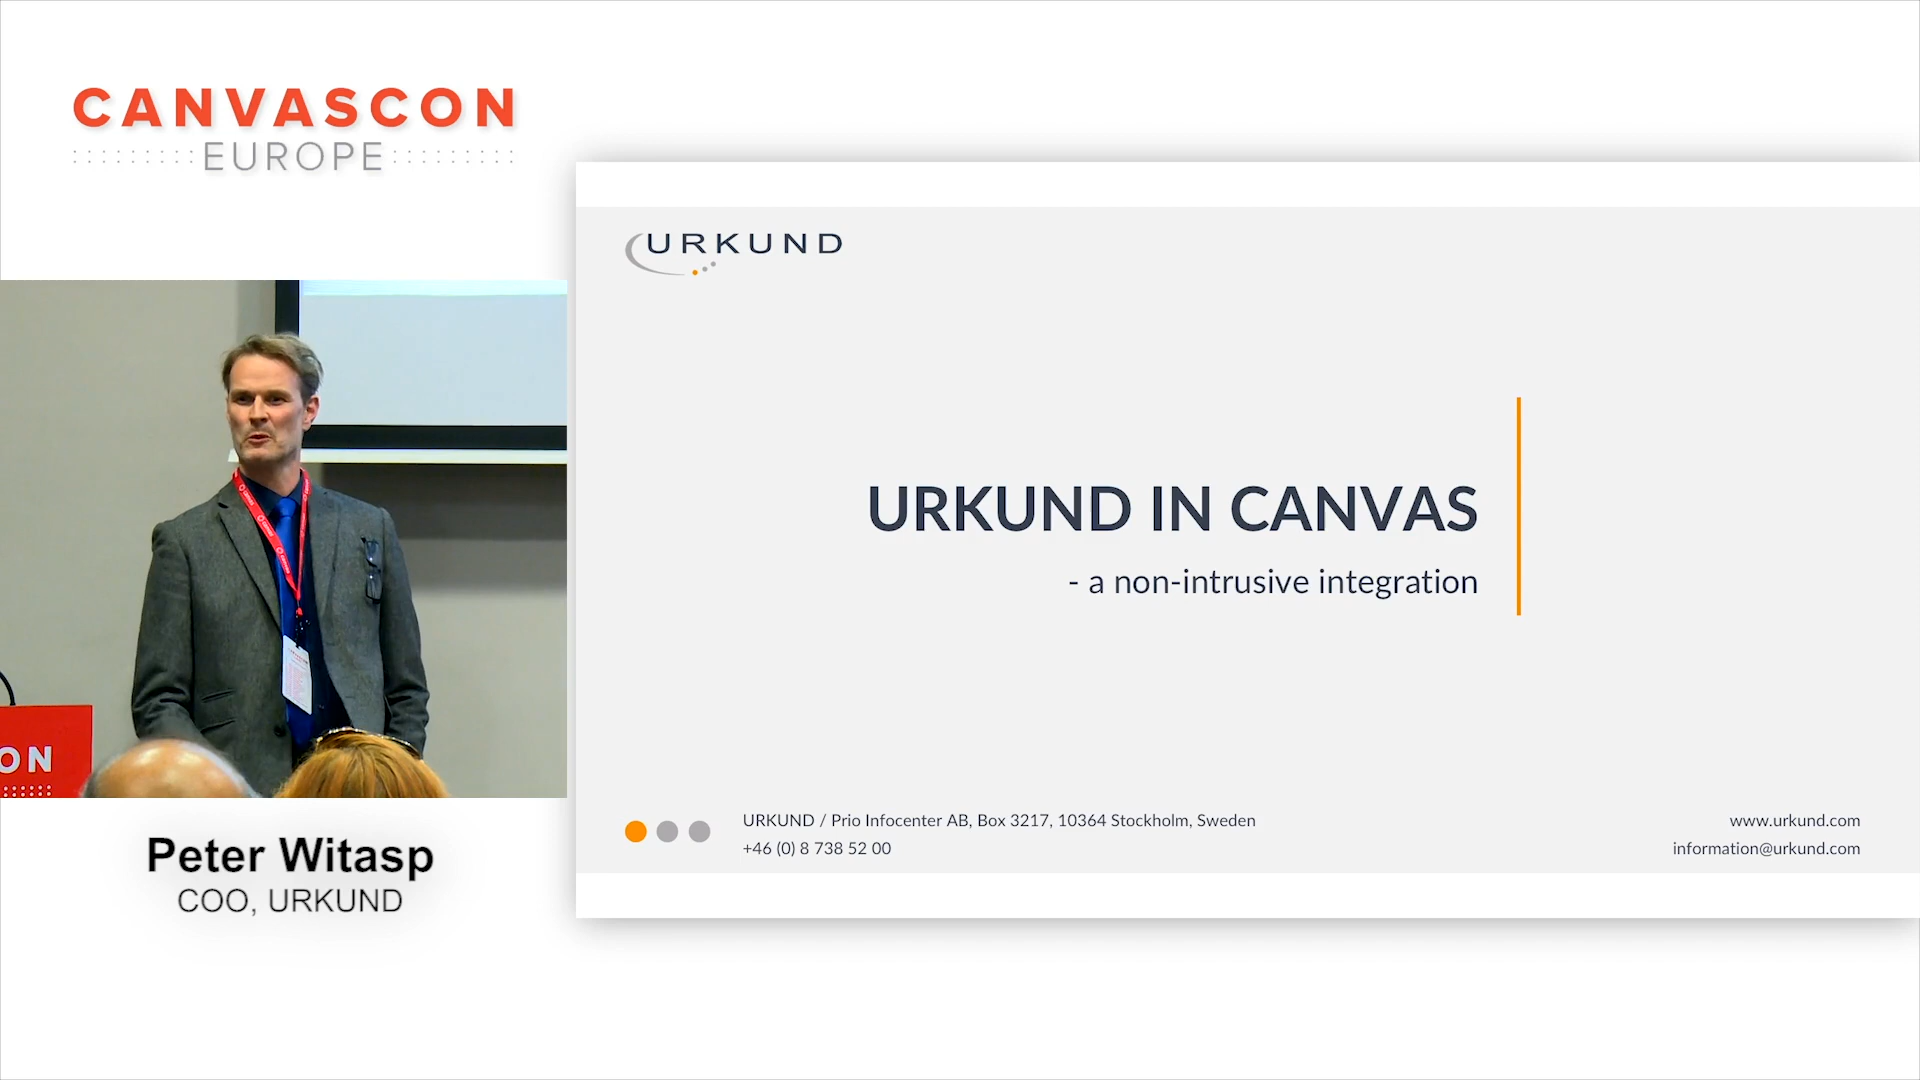 CANVASCON
EUROPE
URKUND
URKUND IN CANVAS
- a non-intrusive integration
ON
Peter Witasp
COO, URKUND
URKUND / Prio Infocenter AB, Box 3217, 10364 Stockholm, Sweden
+46 (0) 8 738 52 00
www.urkund.com
information@urkund.com